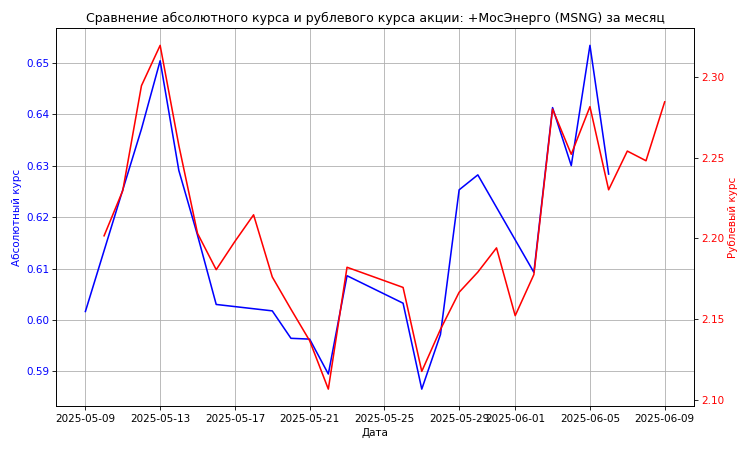 Сравнение абсолютного курса и рублевого курса акции: +МосЭнерго (MSNG) за месяц
0.65
0.64
0.63
0.62
0.61
0.60
0.59
Абсолютный курс
2.30
2.25
2.20
2.15
2.10
Рублевый курс
2025-05-09 2025-05-13 2025-05-17 2025-05-21 2025-05-25 2025-05-29 2025-06-01 2025-06-05 2025-06-09
Дата